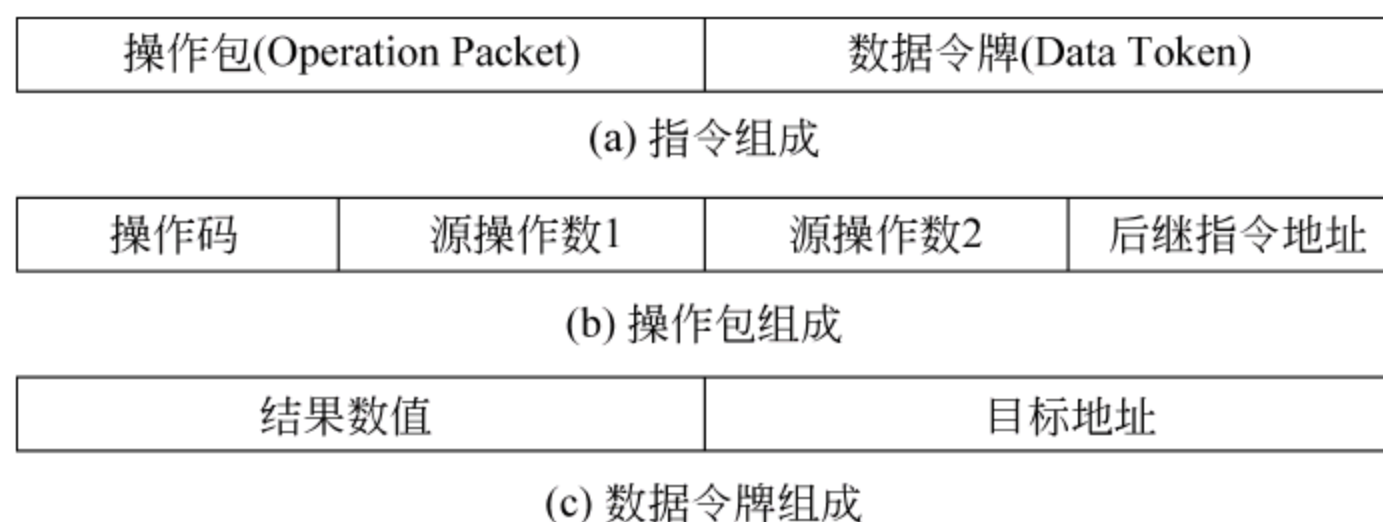 操作包(Operation Packet) 数据令牌(Data Token)
(a) 指令组成
操作码 源操作数1 源操作数2 后继指令地址
(b) 操作包组成
结果数值 目标地址
(c) 数据令牌组成